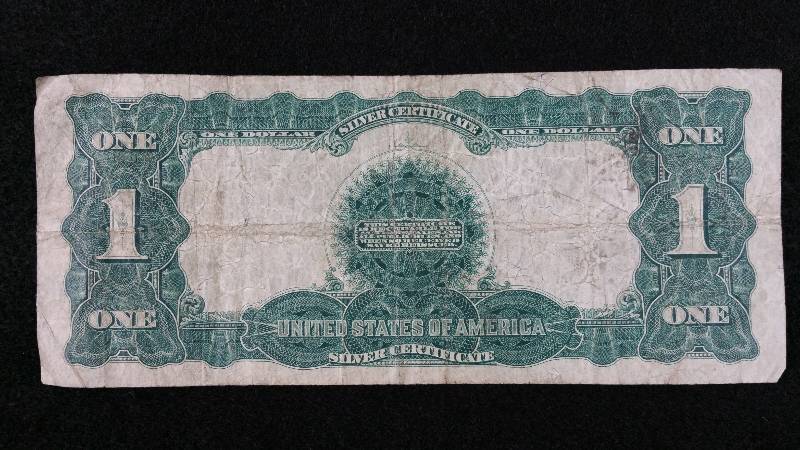 ONE
ONE DOLLAR
SILVER CERTIFICATE
ONE DOLLAR
ONE
1
1
ONE
UNITED STATES OF AMERICA
SILVER CERTIFICATE
ONE